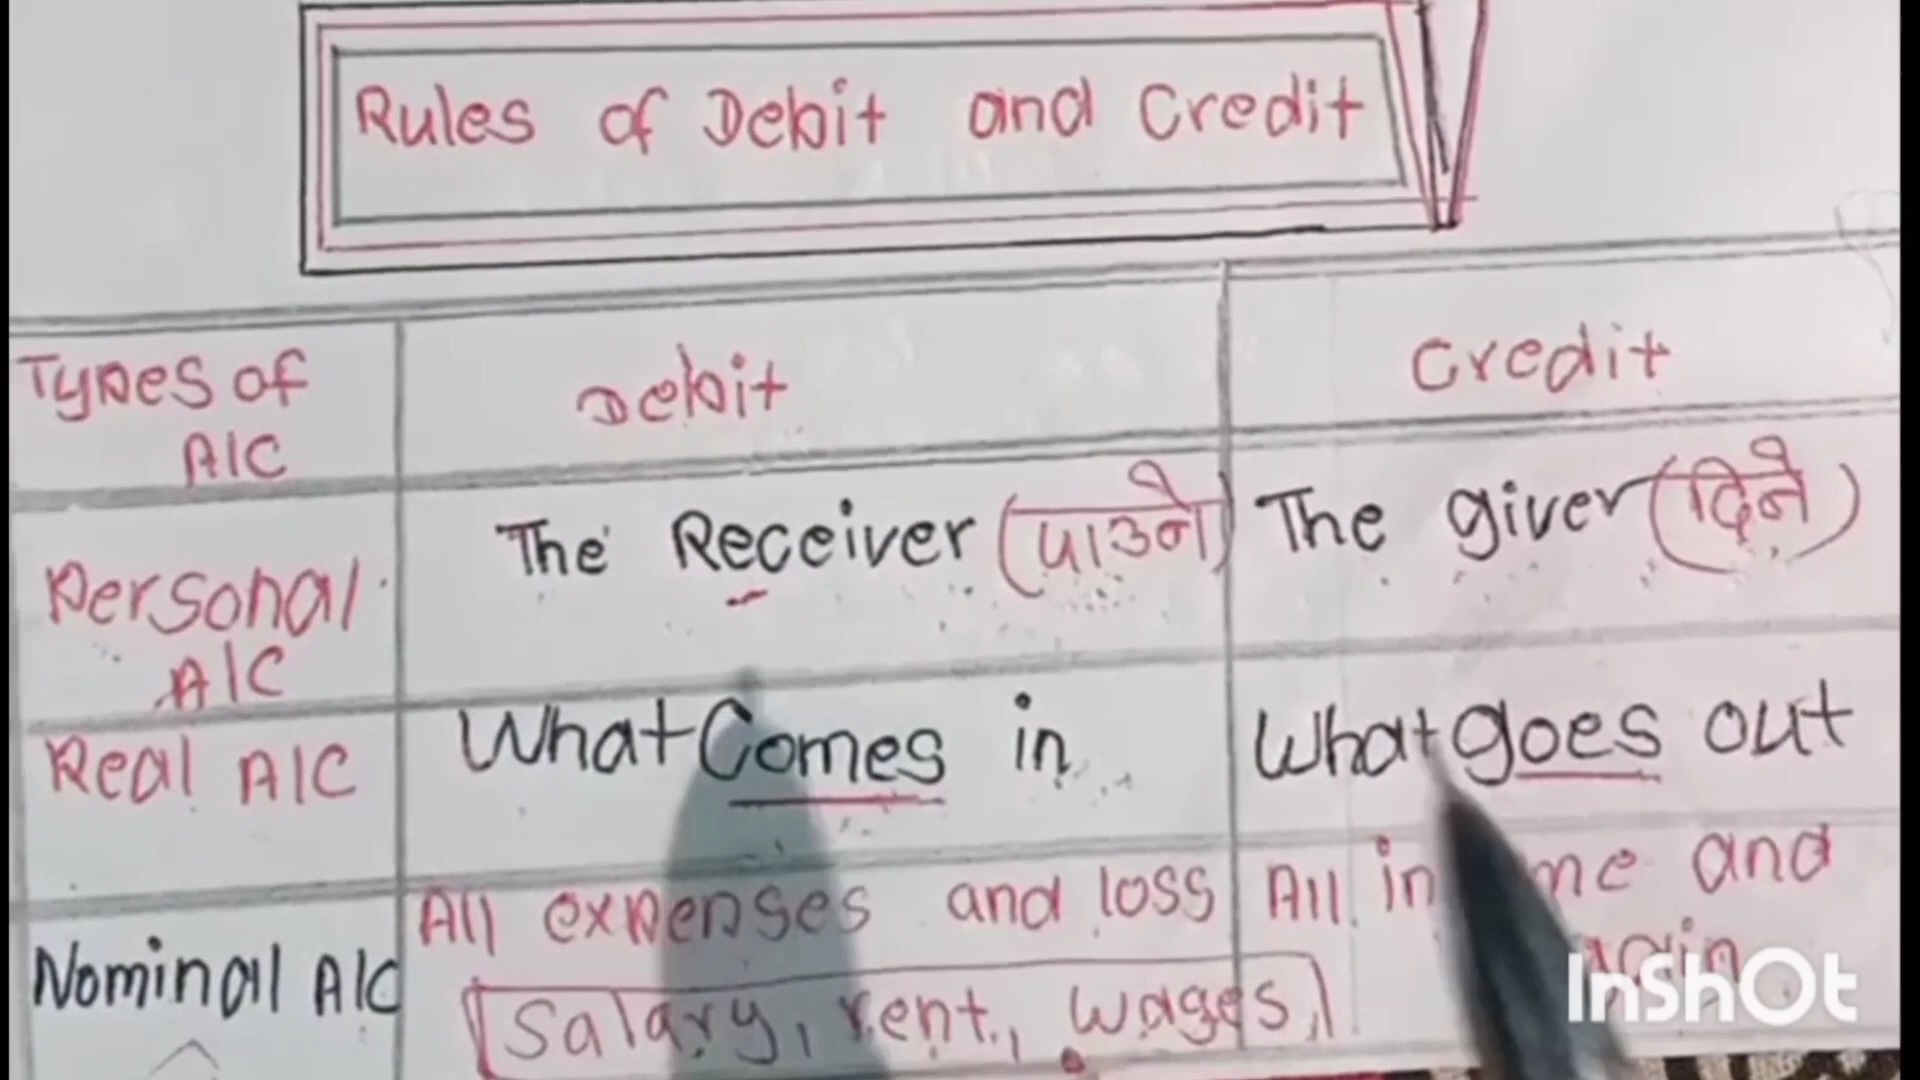 Rules of Debit and Credit
Types of A/C
Debit
Credit
Personal A/C
The Receiver (पाउने)
The giver (दिने)
Real A/C
What Comes in
What goes out
Nominal A/C
All expenses and loss
Salary, rent, wages,
All and
InShOt